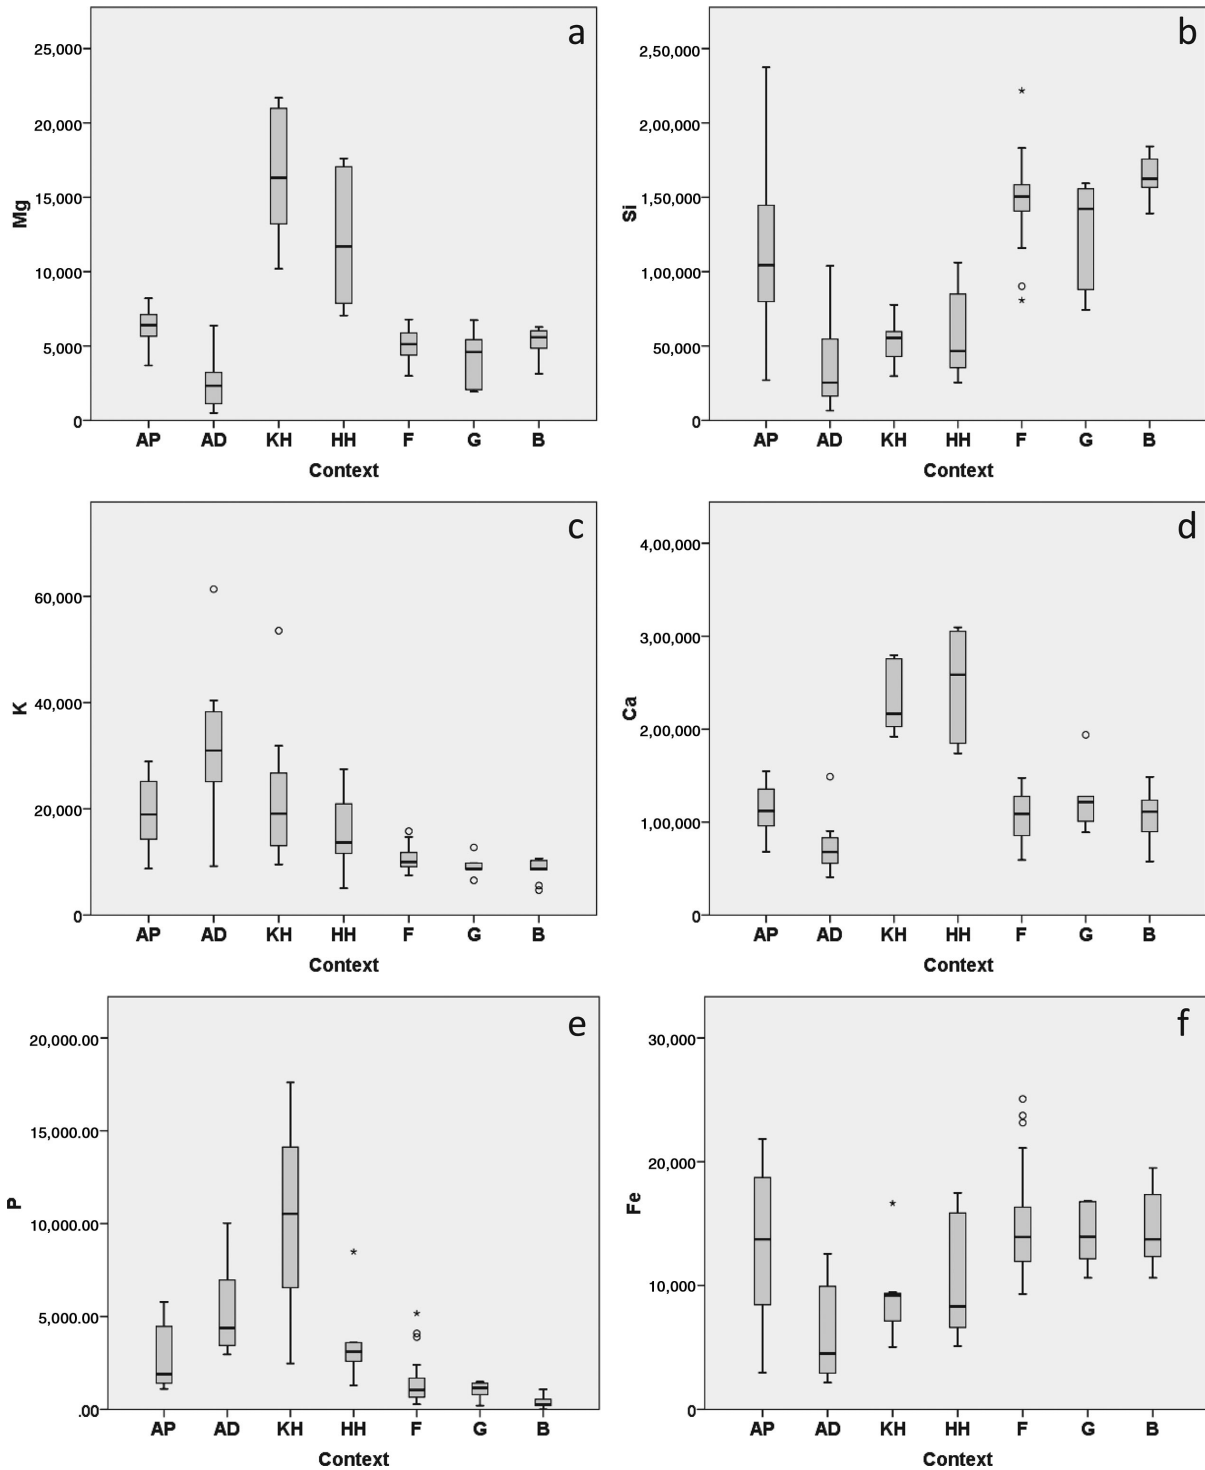 a
25,000
20,000
15,000
10,000
5,000
0
Mg
AP AD KH HH F G B
Context
b
2,50,000
2,00,000
1,50,000
1,00,000
50,000
0
Si
AP AD KH HH F G B
Context
c
60,000
40,000
20,000
0
K
AP AD KH HH F G B
Context
d
4,00,000
3,00,000
2,00,000
1,00,000
0
Ca
AP AD KH HH F G B
Context
e
20,000.00
15,000.00
10,000.00
5,000.00
.00
P
AP AD KH HH F G B
Context
f
30,000
20,000
10,000
0
Fe
AP AD KH HH F G B
Context